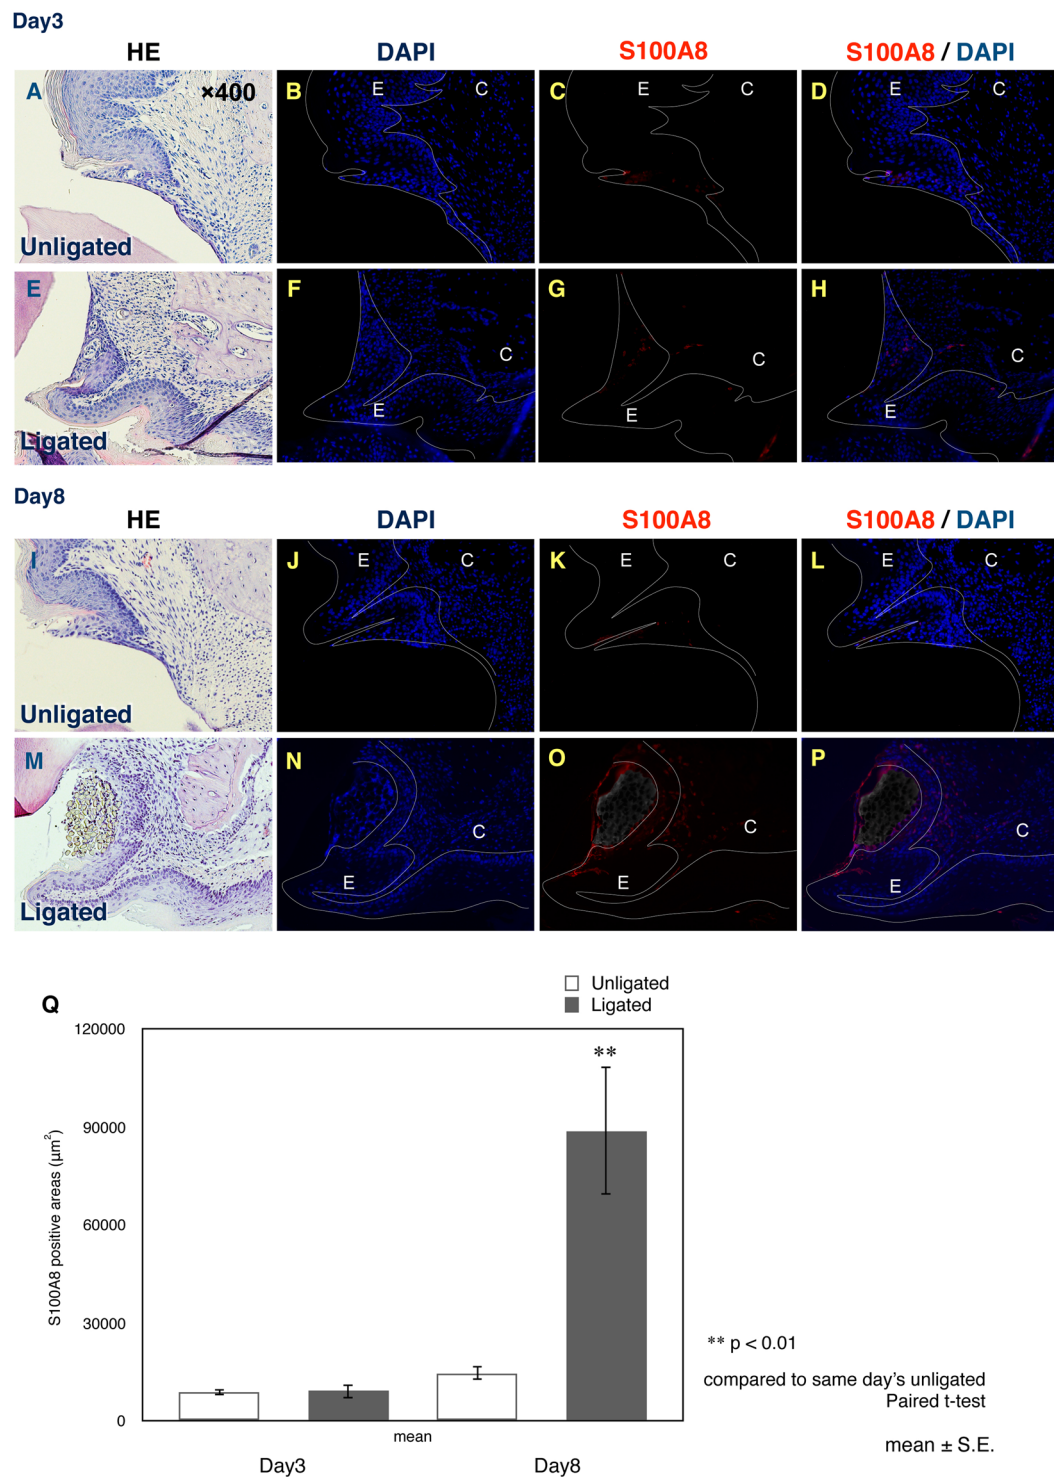 Day3
HE DAPI S100A8 S100A8 / DAPI
A ×400 B E C C E C D E C
Unligated
E F G H
C C C
E E E
Ligated
Day8
HE DAPI S100A8 S100A8 / DAPI
I J E C K E C L E C
Unligated
M N O P
C C C
E E E
Ligated
Q
Unligated
Ligated
120000
**
90000
60000
30000
0
S100A8 positive areas (µm²)
mean
Day3 Day8
** p < 0.01
compared to same day's unligated
Paired t-test
mean ± S.E.